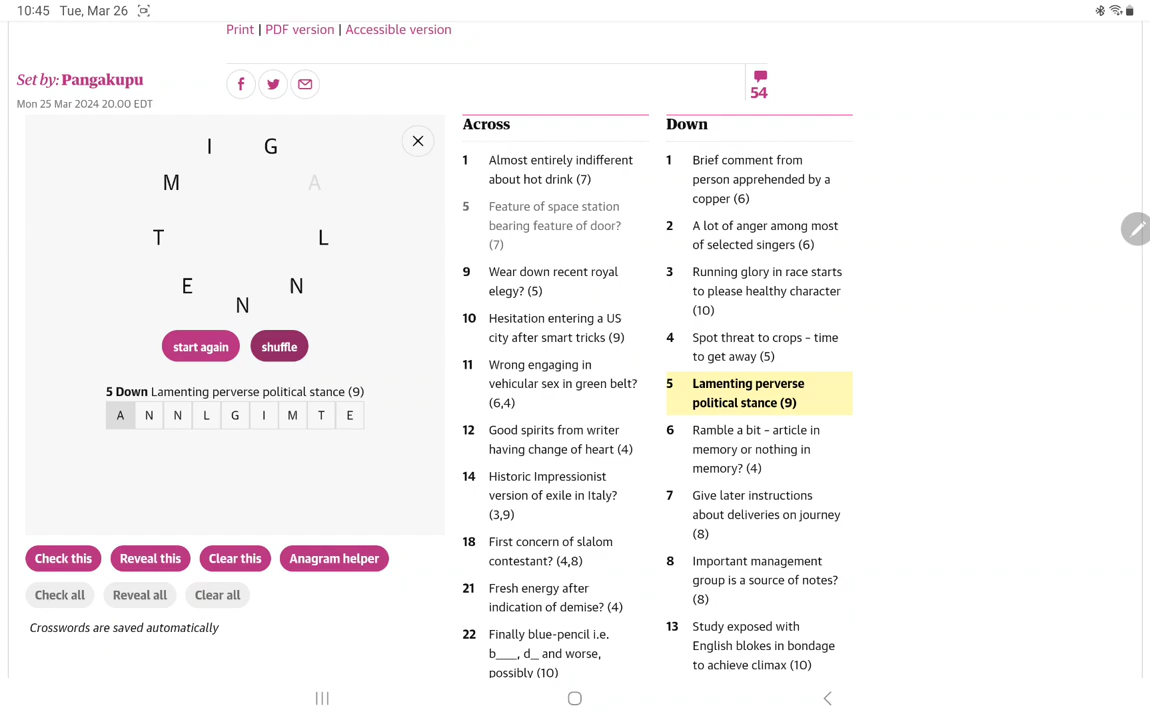 10:45 Tue, Mar 26
Print | PDF version | Accessible version
Set by: Pangakupu
Mon 25 Mar 2024 20.00 EDT
54
I G
M A
T L
E N
N
start again shuffle
5 Down Lamenting perverse political stance (9)
A N N L G I M T E
Check this Reveal this Clear this Anagram helper
Check all Reveal all Clear all
Crosswords are saved automatically
Across
1 Almost entirely indifferent
about hot drink (7)
5 Feature of space station
bearing feature of door?
(7)
9 Wear down recent royal
elegy? (5)
10 Hesitation entering a US
city after smart tricks (9)
11 Wrong engaging in
vehicular sex in green belt?
(6,4)
12 Good spirits from writer
having change of heart (4)
14 Historic Impressionist
version of exile in Italy?
(3,9)
18 First concern of slalom
contestant? (4,8)
21 Fresh energy after
indication of demise? (4)
22 Finally blue-pencil i.e.
b___, d_ and worse,
possibly (10)
Down
1 Brief comment from
person apprehended by a
copper (6)
2 A lot of anger among most
of selected singers (6)
3 Running glory in race starts
to please healthy character
(10)
4 Spot threat to crops – time
to get away (5)
5 Lamenting perverse
political stance (9)
6 Ramble a bit – article in
memory or nothing in
memory? (4)
7 Give later instructions
about deliveries on journey
(8)
8 Important management
group is a source of notes?
(8)
13 Study exposed with
English blokes in bondage
to achieve climax (10)